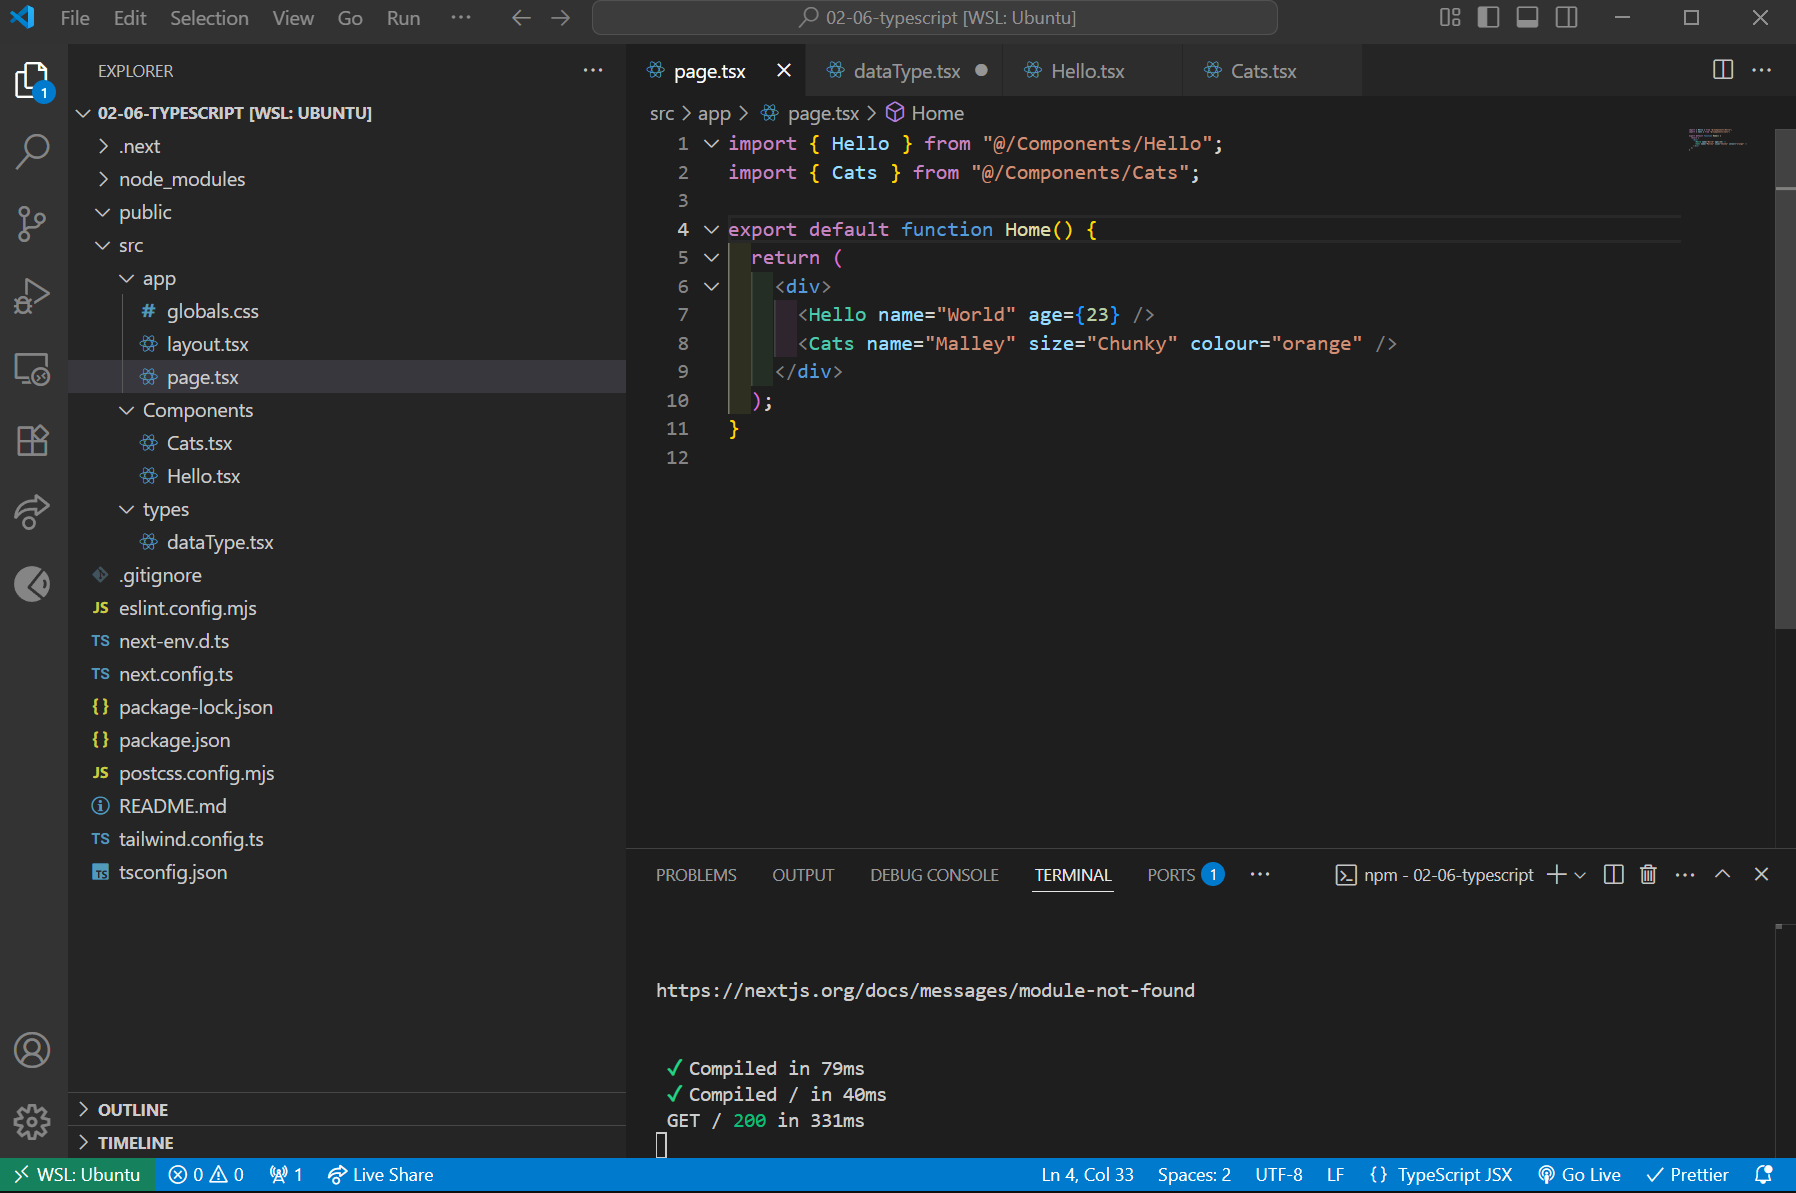 File Edit Selection View Go Run ··· 02-06-typescript [WSL: Ubuntu]
EXPLORER ···
1
02-06-TYPESCRIPT [WSL: UBUNTU]
.next
node_modules
public
src
app
# globals.css
layout.tsx
page.tsx
Components
Cats.tsx
Hello.tsx
types
dataType.tsx
.gitignore
JS eslint.config.mjs
TS next-env.d.ts
TS next.config.ts
{} package-lock.json
{} package.json
JS postcss.config.mjs
README.md
TS tailwind.config.ts
TS tsconfig.json
OUTLINE
TIMELINE
page.tsx dataType.tsx Hello.tsx Cats.tsx ···
src > app > page.tsx > Home
1 import { Hello } from "@/Components/Hello";
2 import { Cats } from "@/Components/Cats";
3
4 export default function Home() {
5 return (
6 <div>
7 <Hello name="World" age={23} />
8 <Cats name="Malley" size="Chunky" colour="orange" />
9 </div>
10 );
11 }
12
PROBLEMS OUTPUT DEBUG CONSOLE TERMINAL PORTS 1 ··· npm - 02-06-typescript ···
https://nextjs.org/docs/messages/module-not-found
✓ Compiled in 79ms
✓ Compiled / in 40ms
GET / 200 in 331ms
WSL: Ubuntu 0 0 1 Live Share Ln 4, Col 33 Spaces: 2 UTF-8 LF {} TypeScript JSX Go Live Prettier